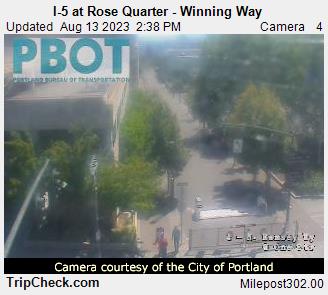 I-5 at Rose Quarter - Winning Way
Updated Aug 13 2023 2:38 PM Camera 4
PBOT
PORTLAND BUREAU OF TRANSPORTATION
Camera courtesy of the City of Portland
TripCheck.com Milepost302.00